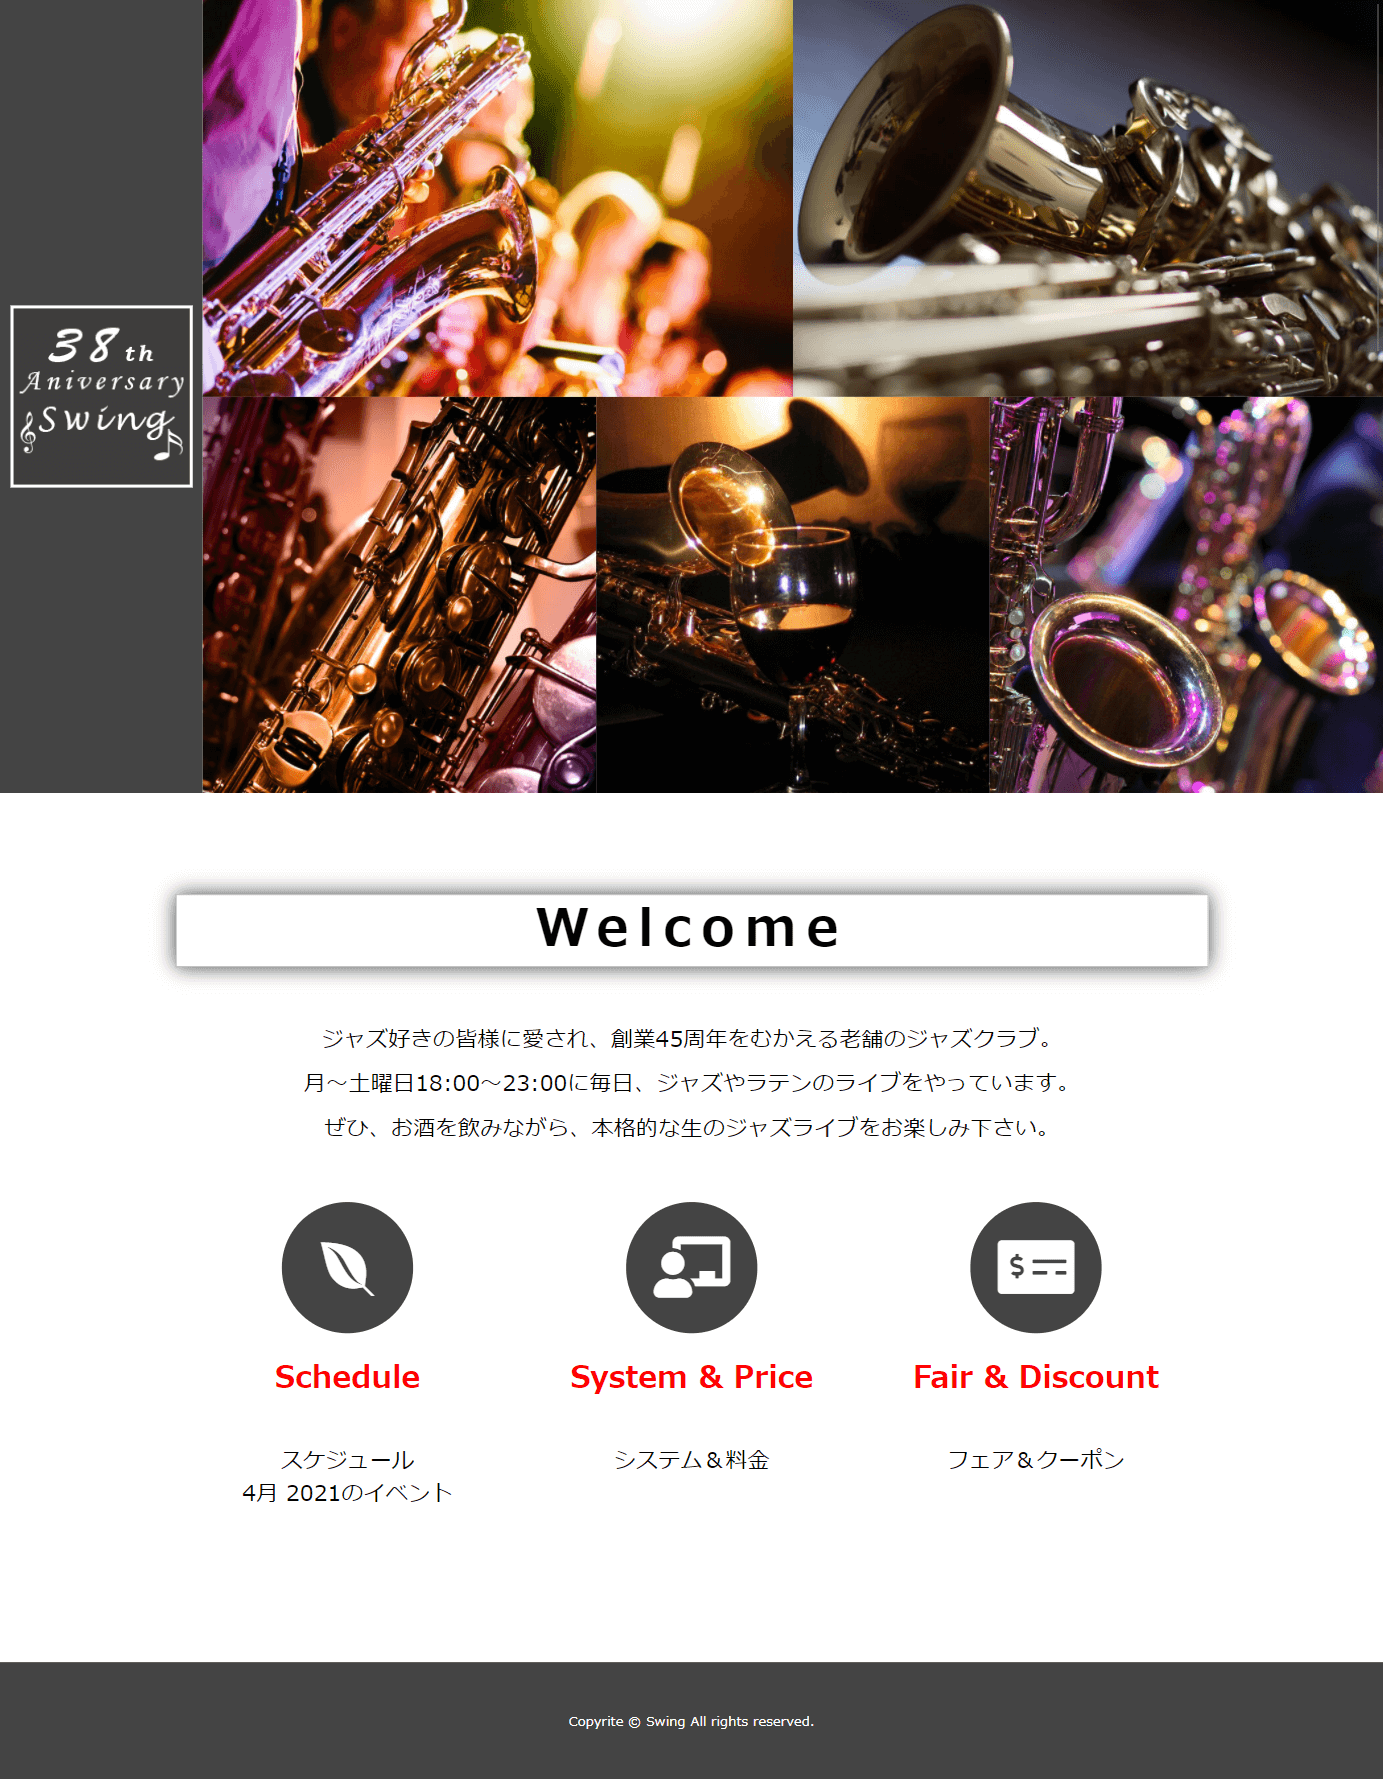 38th
Aniversary
Swing
Welcome
ジャズ好きの皆様に愛され、創業45周年をむかえる老舗のジャズクラブ。
月～土曜日18:00～23:00に毎日、ジャズやラテンのライブをやっています。
ぜひ、お酒を飲みながら、本格的な生のジャズライブをお楽しみ下さい。
$
Schedule
スケジュール
4月 2021のイベント
System & Price
システム＆料金
Fair & Discount
フェア＆クーポン
Copyrite © Swing All rights reserved.